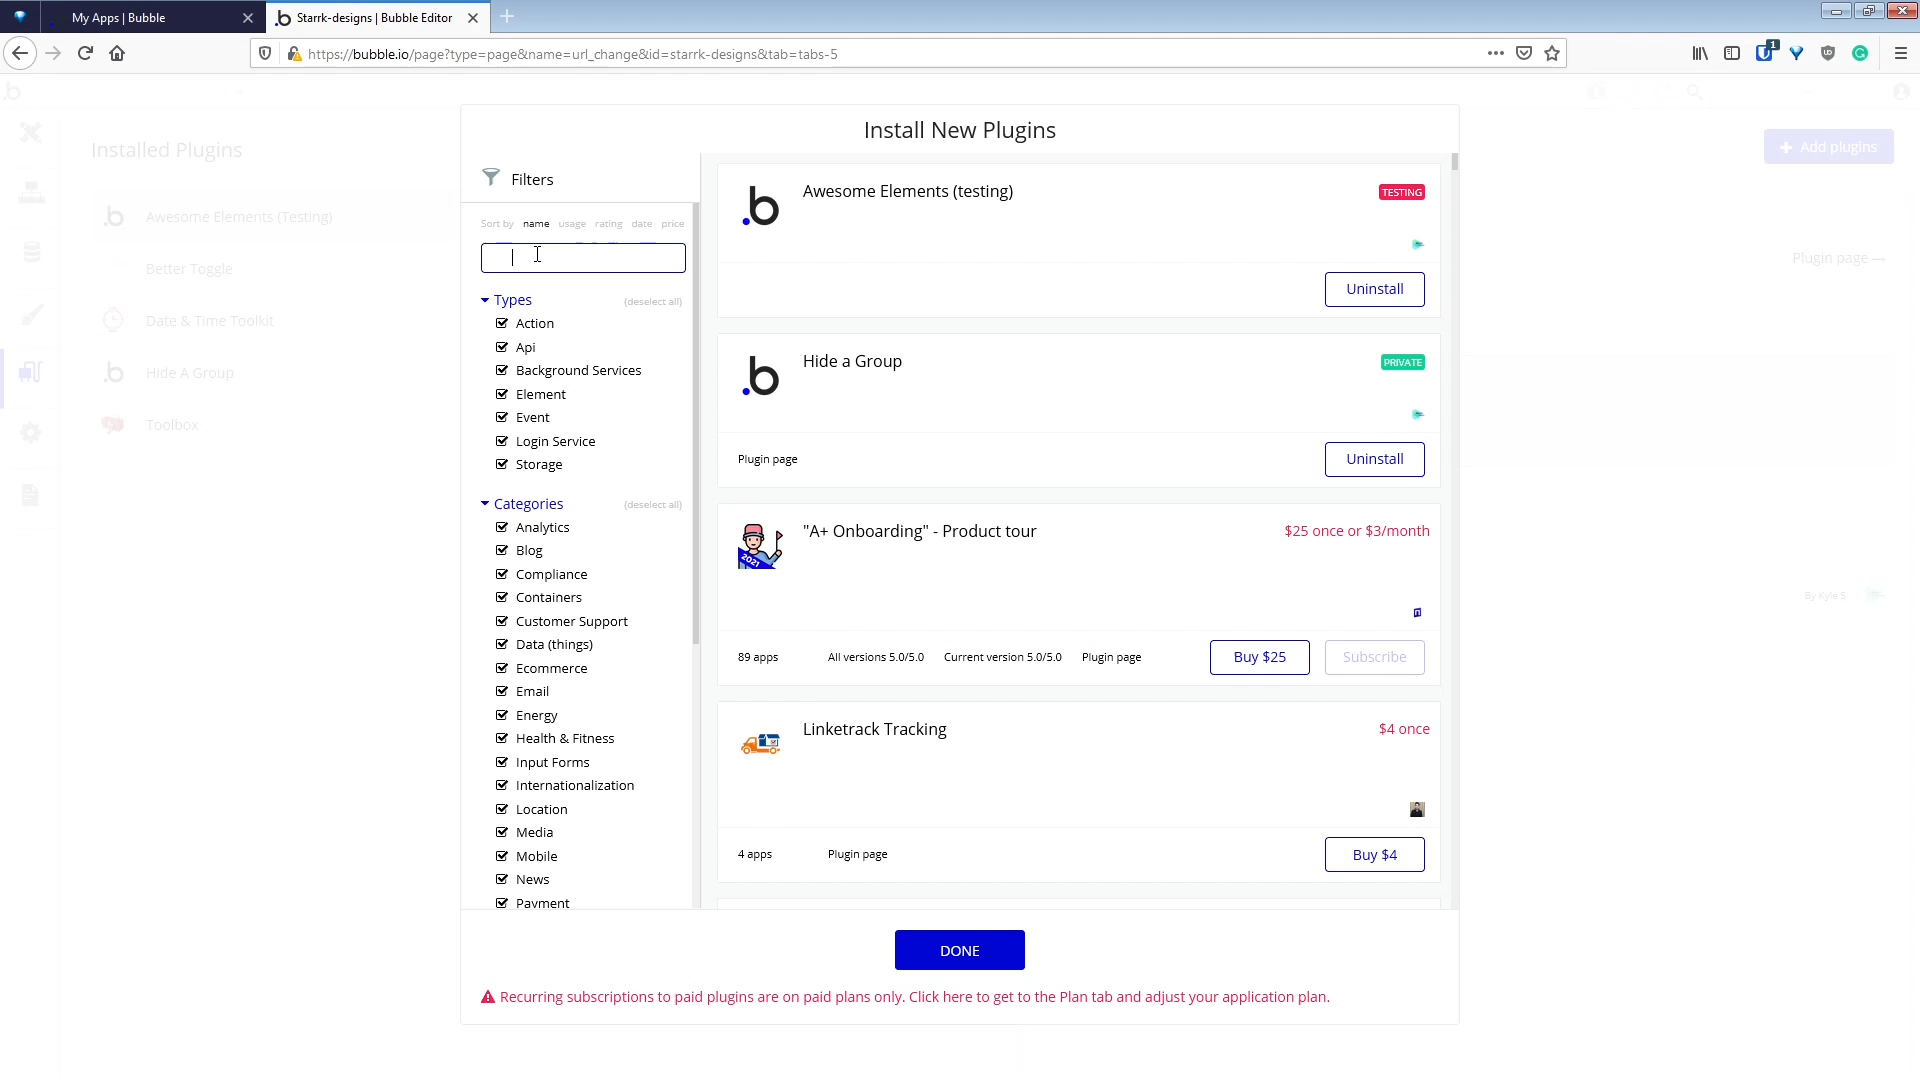 My Apps | Bubble
Starrk-designs | Bubble Editor
https://bubble.io/page?type=page&name=url_change&id=starrk-designs&tab=tabs-5
1
Install New Plugins
Installed Plugins
Add plugins
Awesome Elements (Testing)
Better Toggle
Date & Time Toolkit
Hide A Group
Toolbox
Plugin page
By Kyle S
Filters
Sort by name usage rating date price
Types (deselect all)
Action
Api
Background Services
Element
Event
Login Service
Storage
Categories (deselect all)
Analytics
Blog
Compliance
Containers
Customer Support
Data (things)
Ecommerce
Email
Energy
Health & Fitness
Input Forms
Internationalization
Location
Media
Mobile
News
Payment
Awesome Elements (testing) TESTING
Uninstall
Hide a Group PRIVATE
Plugin page Uninstall
"A+ Onboarding" - Product tour $25 once or $3/month
2021
89 apps All versions 5.0/5.0 Current version 5.0/5.0 Plugin page Buy $25 Subscribe
Linketrack Tracking $4 once
4 apps Plugin page Buy $4
DONE
Recurring subscriptions to paid plugins are on paid plans only. Click here to get to the Plan tab and adjust your application plan.